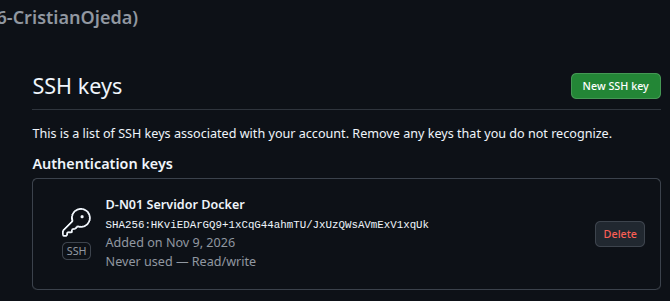 6-CristianOjeda)
SSH keys
New SSH key
This is a list of SSH keys associated with your account. Remove any keys that you do not recognize.
Authentication keys
D-N01 Servidor Docker
SHA256:HKviEDArGQ9+1xCqG44ahmTU/JxUzQWsAVmExV1xqUk
Added on Nov 9, 2026
Never used — Read/write
SSH
Delete